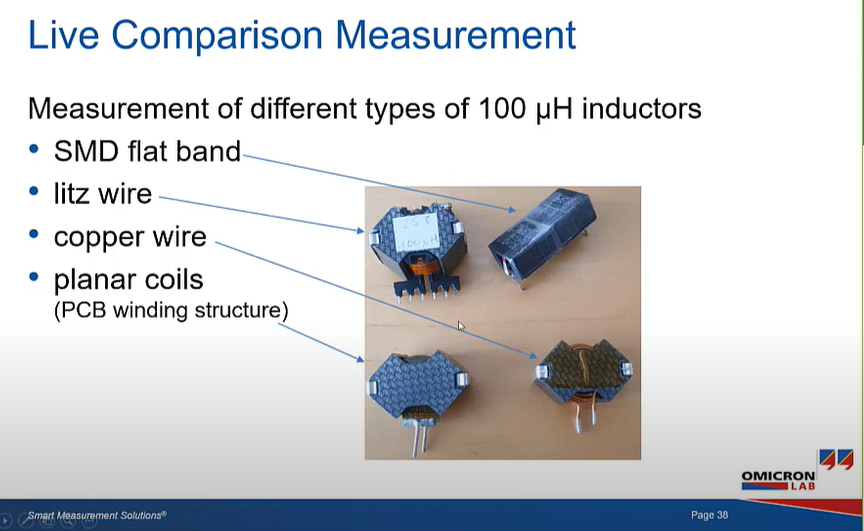 Live Comparison Measurement
Measurement of different types of 100 µH inductors
• SMD flat band
• litz wire
• copper wire
• planar coils
(PCB winding structure)
100µH
OMICRON
LAB
Smart Measurement Solutions®
Page 38